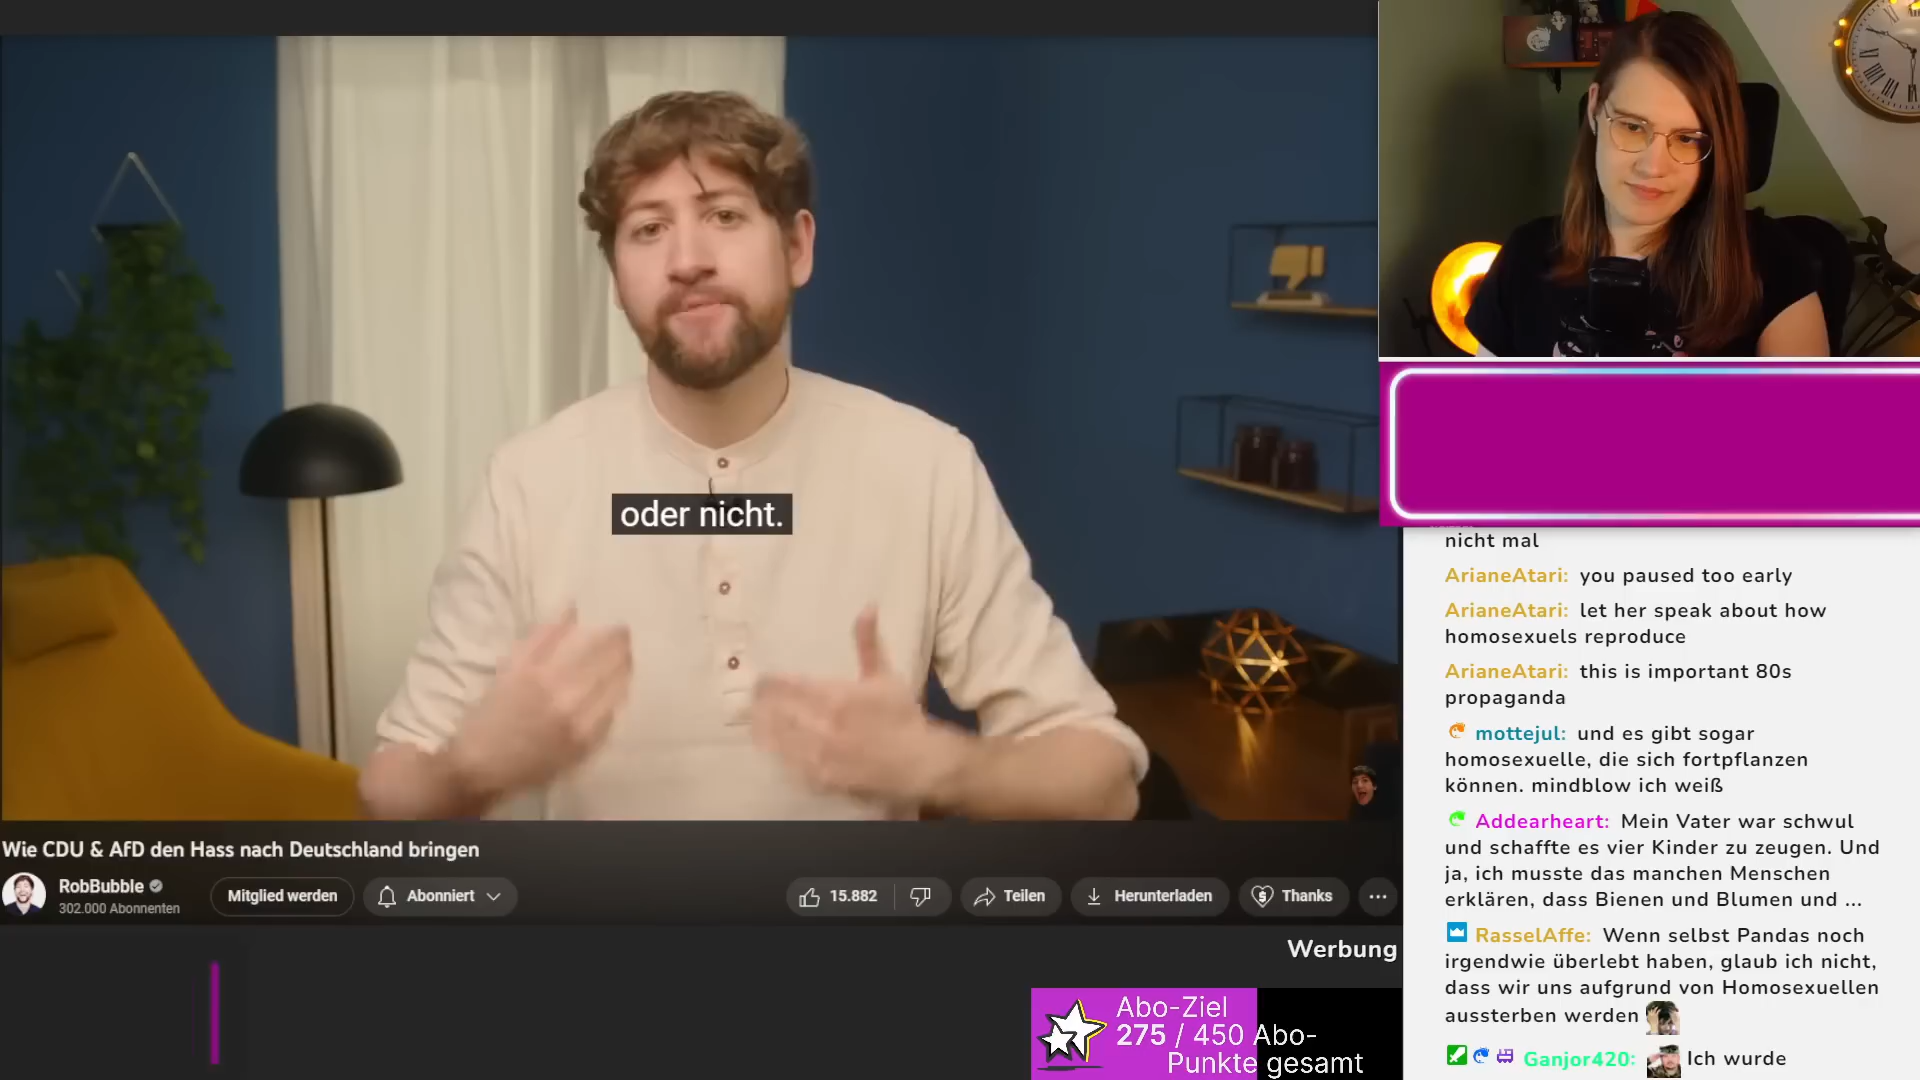 oder nicht.
Wie CDU & AfD den Hass nach Deutschland bringen
RobBubble
302.000 Abonnenten
Mitglied werden
Abonniert
15.882
Teilen
Herunterladen
Thanks
Werbung
Abo-Ziel
275 / 450 Abo-
Punkte gesamt
nicht mal
ArianeAtari: you paused too early
ArianeAtari: let her speak about how
homosexuels reproduce
ArianeAtari: this is important 80s
propaganda
mottejul: und es gibt sogar
homosexuelle, die sich fortpflanzen
können. mindblow ich weiß
Addearheart: Mein Vater war schwul
und schaffte es vier Kinder zu zeugen. Und
ja, ich musste das manchen Menschen
erklären, dass Bienen und Blumen und ...
RasselAffe: Wenn selbst Pandas noch
irgendwie überlebt haben, glaub ich nicht,
dass wir uns aufgrund von Homosexuellen
aussterben werden
Ganjor420: Ich wurde